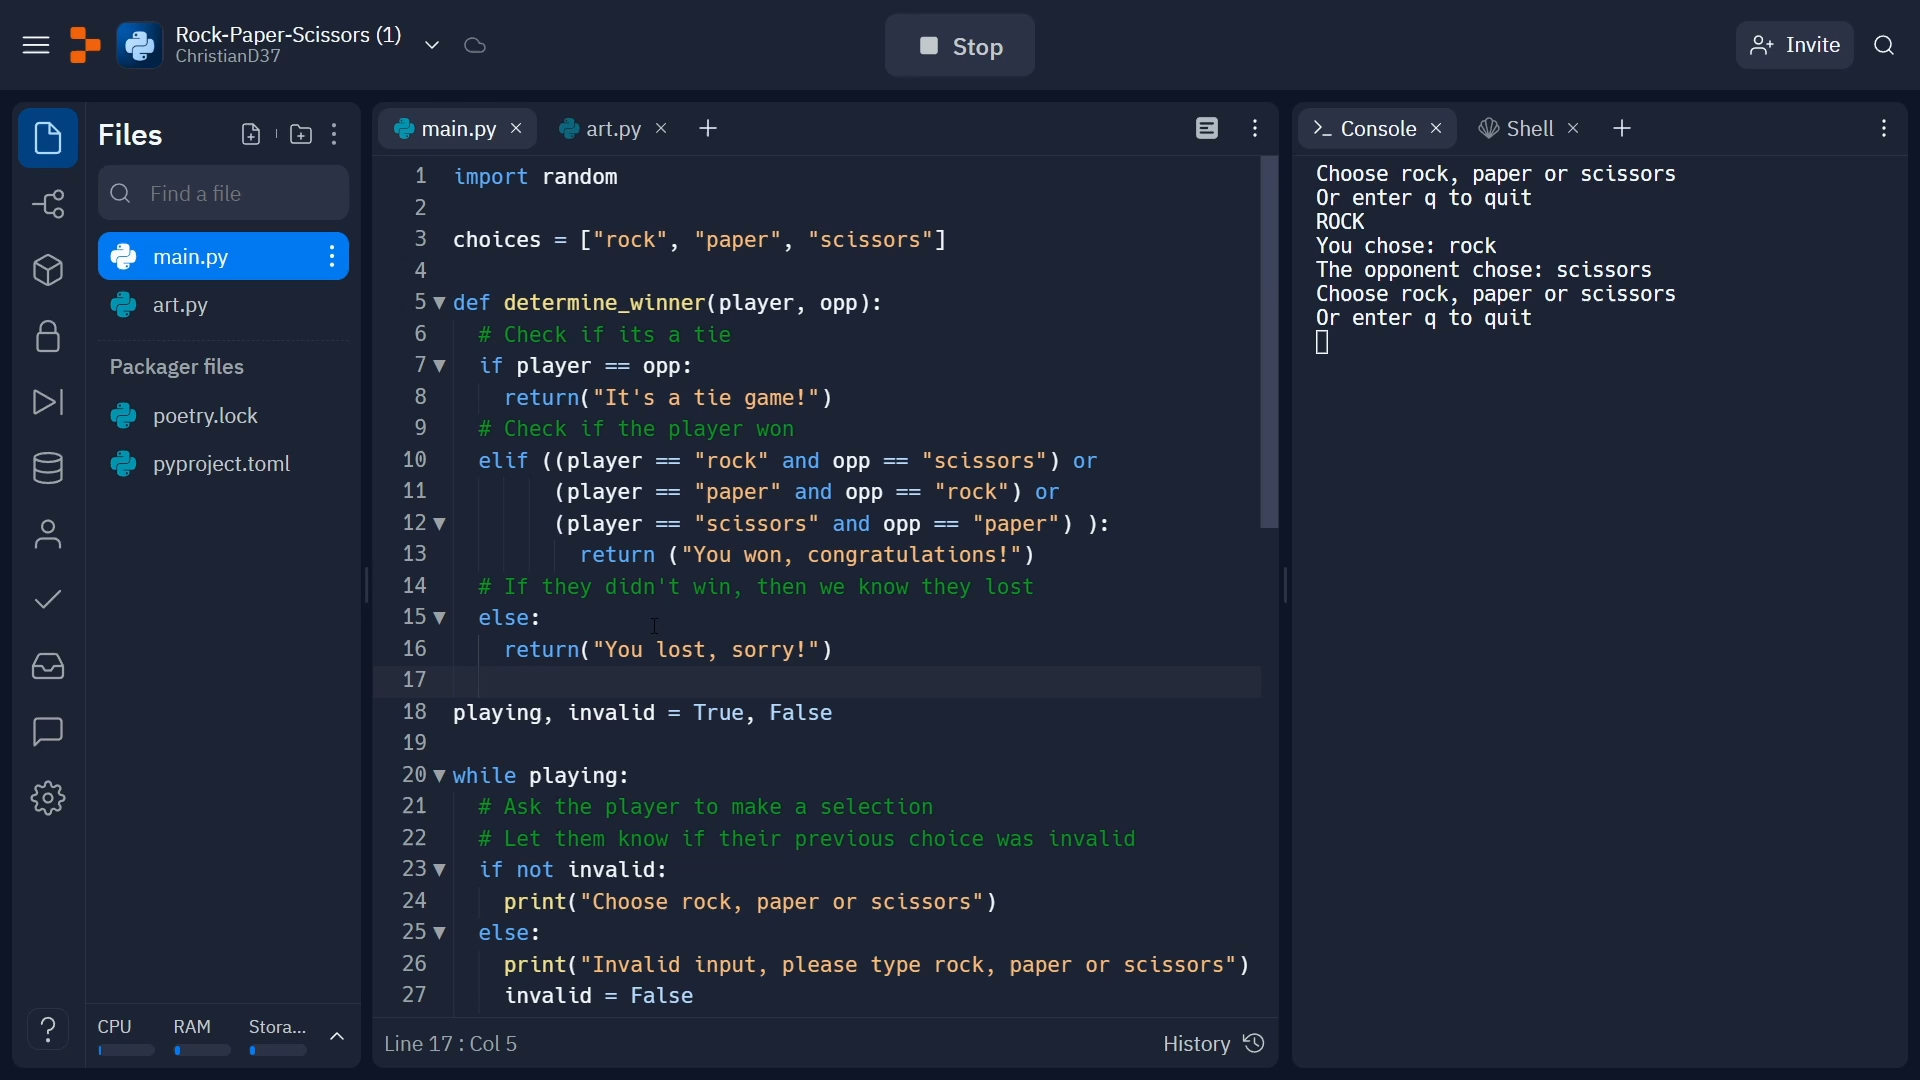 Rock-Paper-Scissors (1)
ChristianD37
Stop
Invite
Files
Find a file
main.py
art.py
Packager files
poetry.lock
pyproject.toml
CPU
RAM
Stora...
main.py
art.py
1 import random
2
3 choices = ["rock", "paper", "scissors"]
4
5 def determine_winner(player, opp):
6 # Check if its a tie
7 if player == opp:
8 return("It's a tie game!")
9 # Check if the player won
10 elif ((player == "rock" and opp == "scissors") or
11 (player == "paper" and opp == "rock") or
12 (player == "scissors" and opp == "paper") ):
13 return ("You won, congratulations!")
14 # If they didn't win, then we know they lost
15 else:
16 return("You lost, sorry!")
17
18 playing, invalid = True, False
19
20 while playing:
21 # Ask the player to make a selection
22 # Let them know if their previous choice was invalid
23 if not invalid:
24 print("Choose rock, paper or scissors")
25 else:
26 print("Invalid input, please type rock, paper or scissors")
27 invalid = False
Line 17 : Col 5
History
Console
Shell
Choose rock, paper or scissors
Or enter q to quit
ROCK
You chose: rock
The opponent chose: scissors
Choose rock, paper or scissors
Or enter q to quit